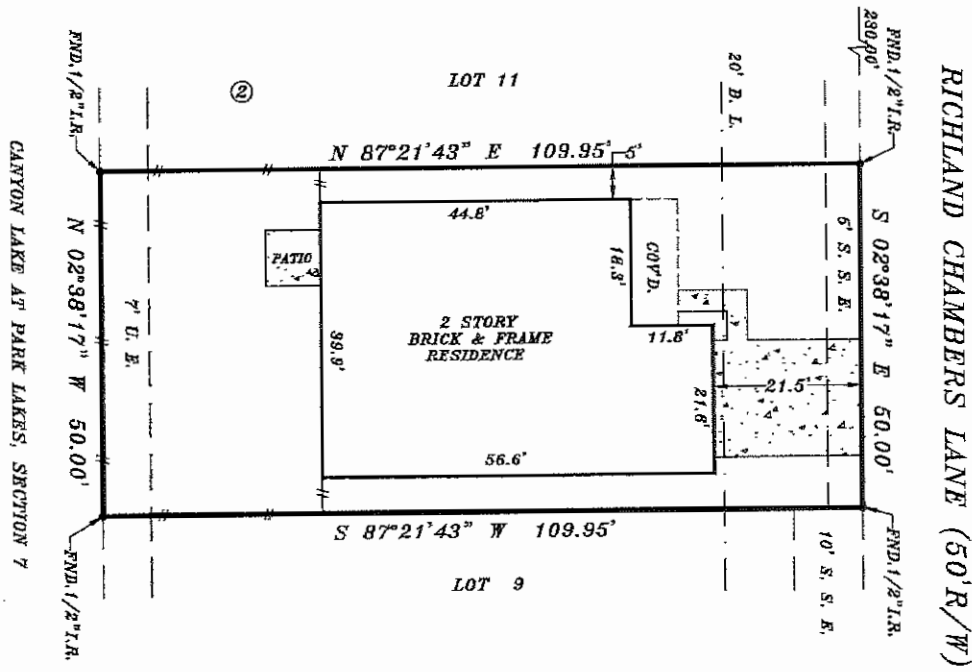 RICHLAND CHAMBERS LANE (50'R/W)
FND.1/2"I.R.
230.00'
20' B.L.
LOT 11
②
FND.1/2"I.R.
N 87°21'43" E 109.95'
5'
S 02°38'17" E 50.00'
6' S.S.E.
44.8'
COV'D.
18.3'
PATIO
2 STORY
BRICK & FRAME
RESIDENCE
11.8'
39.9'
21.5'
21.6'
56.6'
N 02°38'17" W 50.00'
7' U.E.
S 87°21'43" W 109.95'
LOT 9
10' S.S.E.
FND.1/2"I.R.
FND.1/2"I.R.
CANYON LAKE AT PARK LAKES, SECTION 7